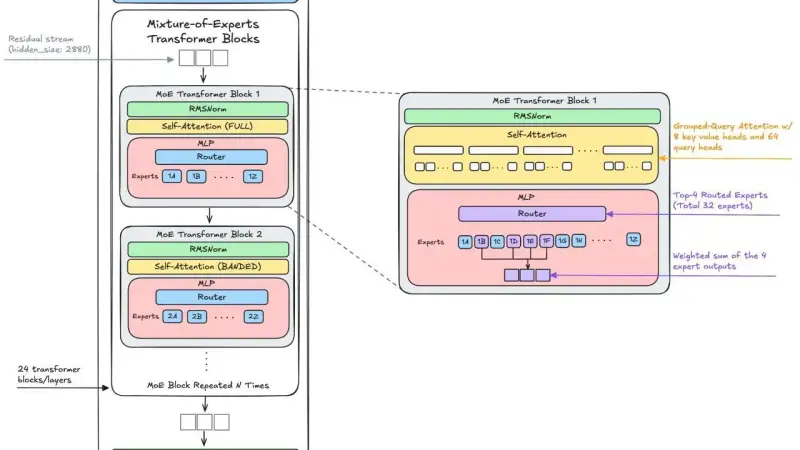 Mixture-of-Experts
Transformer Blocks
Residual stream
(hidden_size: 2880)
MoE Transformer Block 1
RMSNorm
Self-Attention (FULL)
MLP
Router
Experts 1A 1B .... 1Z
MoE Transformer Block 2
RMSNorm
Self-Attention (BANDED)
MLP
Router
Experts 2A 2B .... 2Z
24 transformer
blocks/layers
MoE Block Repeated N Times
MoE Transformer Block 1
RMSNorm
Self-Attention
Grouped-Query Attention w/
8 key value heads and 64
query heads
MLP
Router
Top-4 Routed Experts
(Total 32 experts)
Experts 1A 1B 1C 1D 1E 1F 1G 1H .... 1Z
Weighted sum of the 4
expert outputs